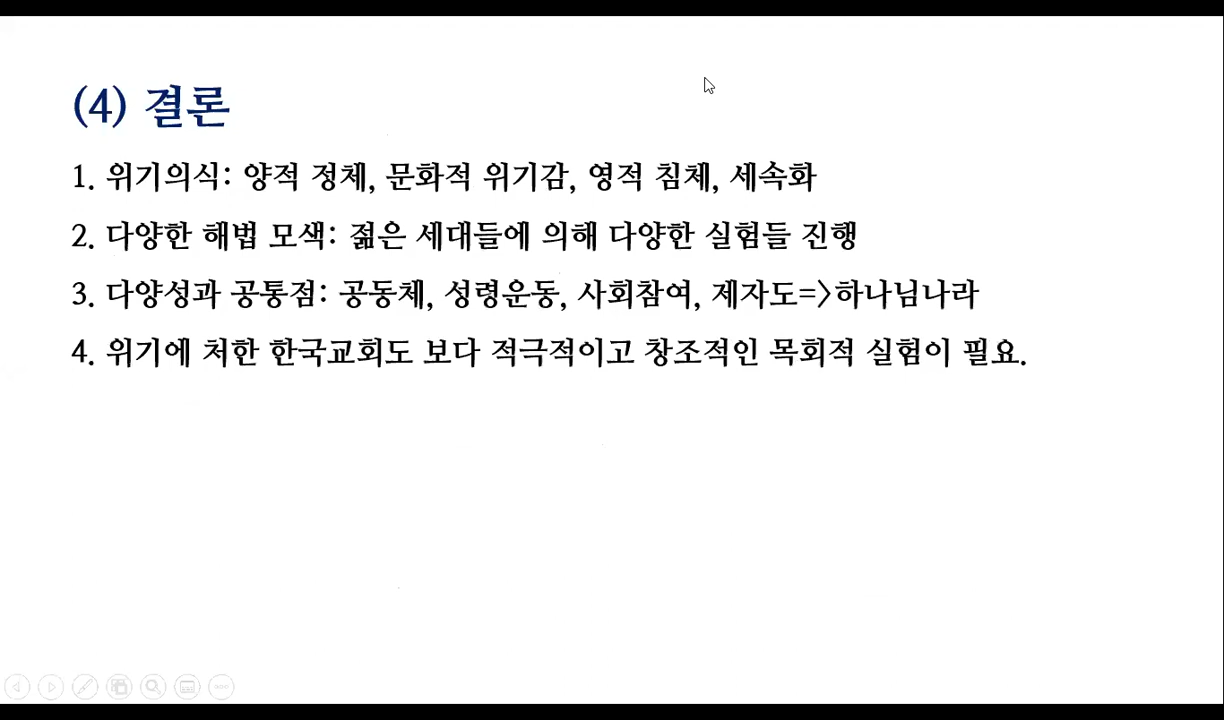 (4) 결론
1. 위기의식: 양적 정체, 문화적 위기감, 영적 침체, 세속화
2. 다양한 해법 모색: 젊은 세대들에 의해 다양한 실험들 진행
3. 다양성과 공통점: 공동체, 성령운동, 사회참여, 제자도=>하나님나라
4. 위기에 처한 한국교회도 보다 적극적이고 창조적인 목회적 실험이 필요.